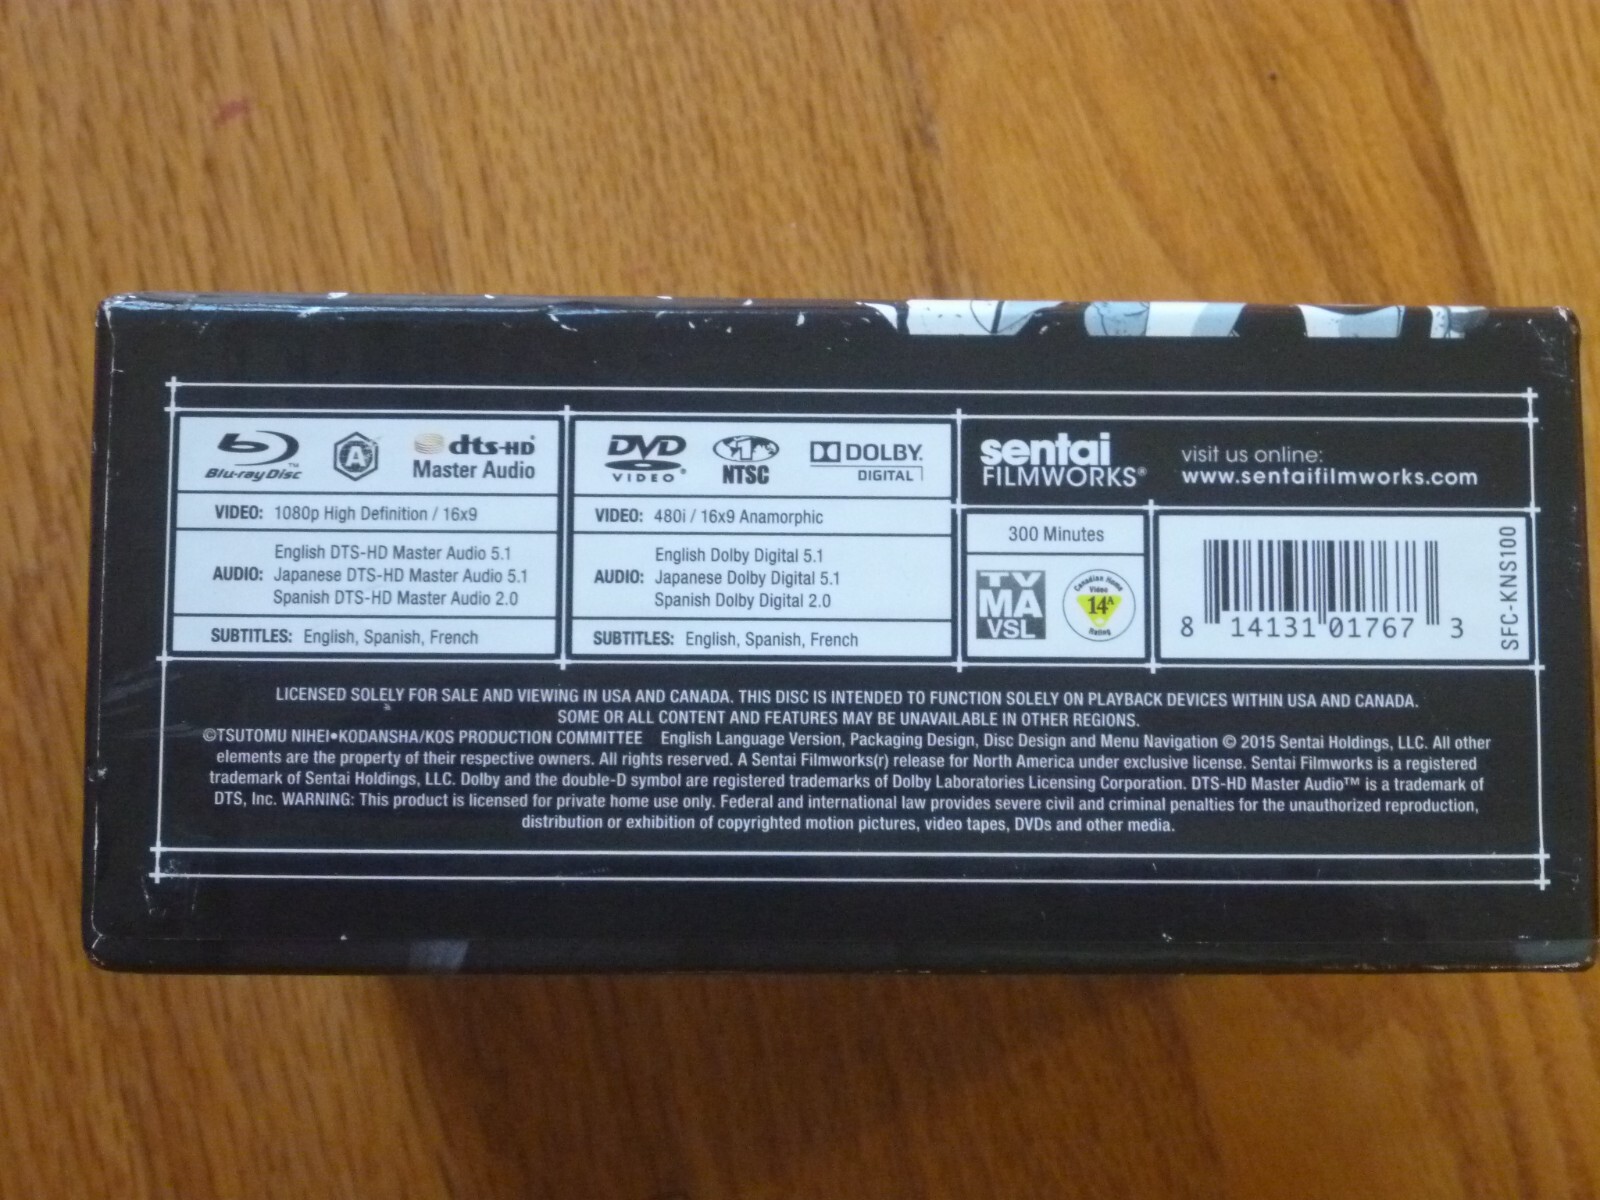 Blu-ray Disc™
A
dts-HD®
Master Audio
VIDEO: 1080p High Definition / 16x9
English DTS-HD Master Audio 5.1
AUDIO: Japanese DTS-HD Master Audio 5.1
Spanish DTS-HD Master Audio 2.0
SUBTITLES: English, Spanish, French
DVD
VIDEO®
1
NTSC
DOLBY.
DIGITAL
VIDEO: 480i / 16x9 Anamorphic
English Dolby Digital 5.1
AUDIO: Japanese Dolby Digital 5.1
Spanish Dolby Digital 2.0
SUBTITLES: English, Spanish, French
sentai
FILMWORKS®
visit us online:
www.sentaifilmworks.com
300 Minutes
TV
MA
VSL
Canadian Home
Video
14A
Rating
8 14131 01767 3
SFC-KNS100
LICENSED SOLELY FOR SALE AND VIEWING IN USA AND CANADA. THIS DISC IS INTENDED TO FUNCTION SOLELY ON PLAYBACK DEVICES WITHIN USA AND CANADA.
SOME OR ALL CONTENT AND FEATURES MAY BE UNAVAILABLE IN OTHER REGIONS.
©TSUTOMU NIHEI•KODANSHA/KOS PRODUCTION COMMITTEE English Language Version, Packaging Design, Disc Design and Menu Navigation © 2015 Sentai Holdings, LLC. All other
elements are the property of their respective owners. All rights reserved. A Sentai Filmworks(r) release for North America under exclusive license. Sentai Filmworks is a registered
trademark of Sentai Holdings, LLC. Dolby and the double-D symbol are registered trademarks of Dolby Laboratories Licensing Corporation. DTS-HD Master Audio™ is a trademark of
DTS, Inc. WARNING: This product is licensed for private home use only. Federal and international law provides severe civil and criminal penalties for the unauthorized reproduction,
distribution or exhibition of copyrighted motion pictures, video tapes, DVDs and other media.